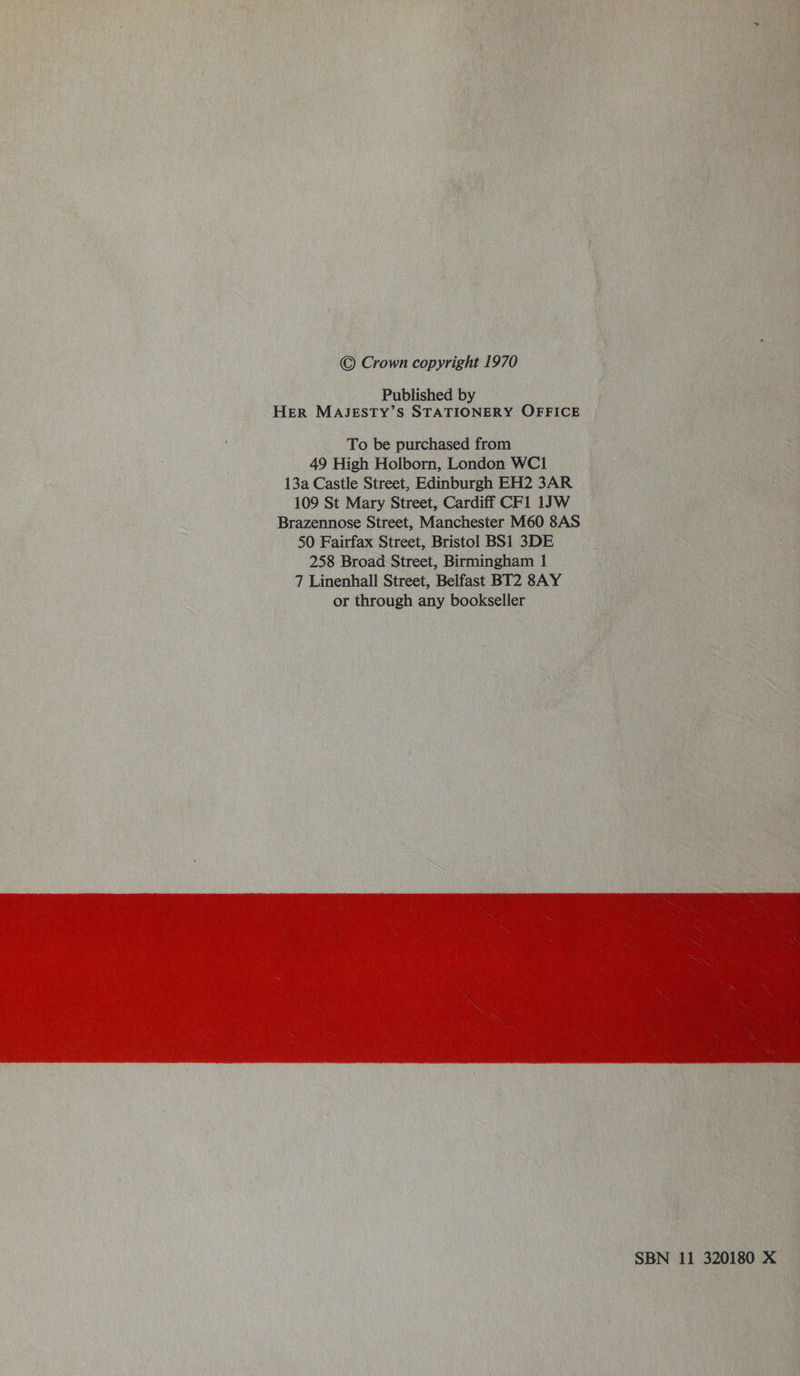 © Crown copyright 1970
Published by
HER MAJESTY'S STATIONERY OFFICE
To be purchased from
49 High Holborn, London WC1
13a Castle Street, Edinburgh EH2 3AR
109 St Mary Street, Cardiff CF1 1JW
Brazennose Street, Manchester M60 8AS
50 Fairfax Street, Bristol BS1 3DE
258 Broad Street, Birmingham 1
7 Linenhall Street, Belfast BT2 8AY
or through any bookseller
SBN 11 320180 X